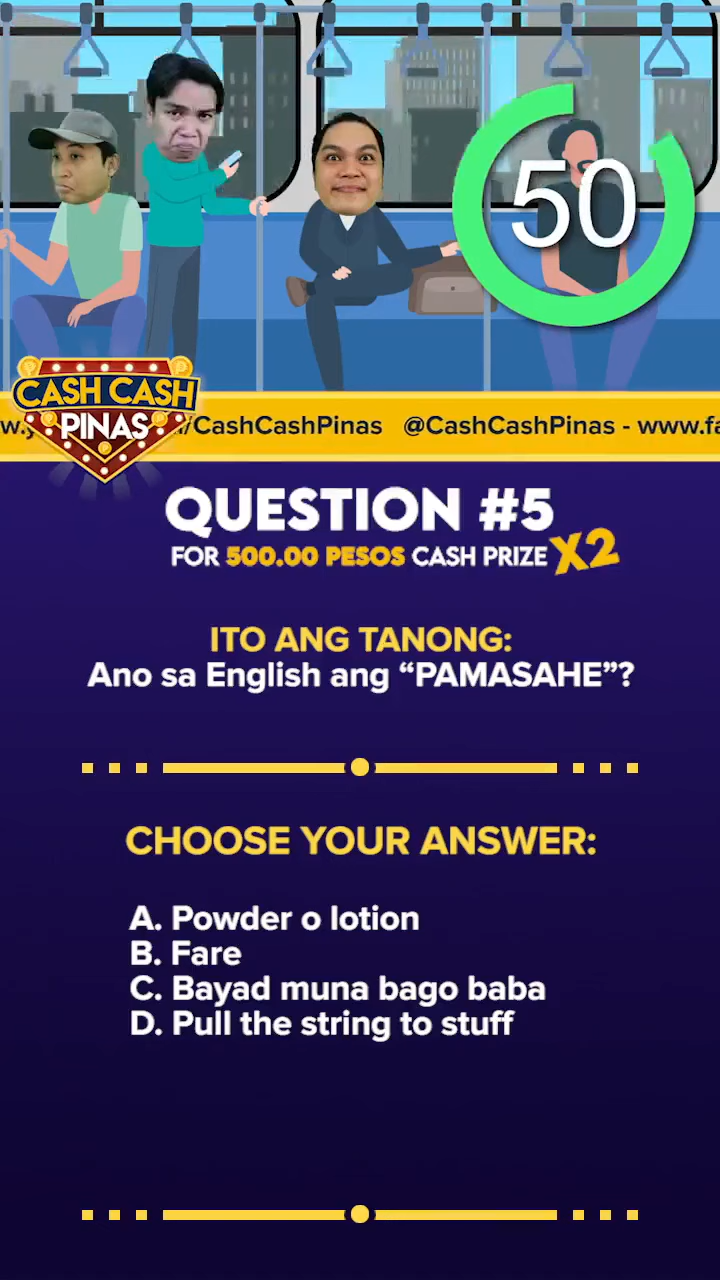 50
CASH CASH
PINAS
/CashCashPinas @CashCashPinas - www.fa
QUESTION #5
FOR 500.00 PESOS CASH PRIZE X2
ITO ANG TANONG:
Ano sa English ang “PAMASAHE”?
CHOOSE YOUR ANSWER:
A. Powder o lotion
B. Fare
C. Bayad muna bago baba
D. Pull the string to stuff